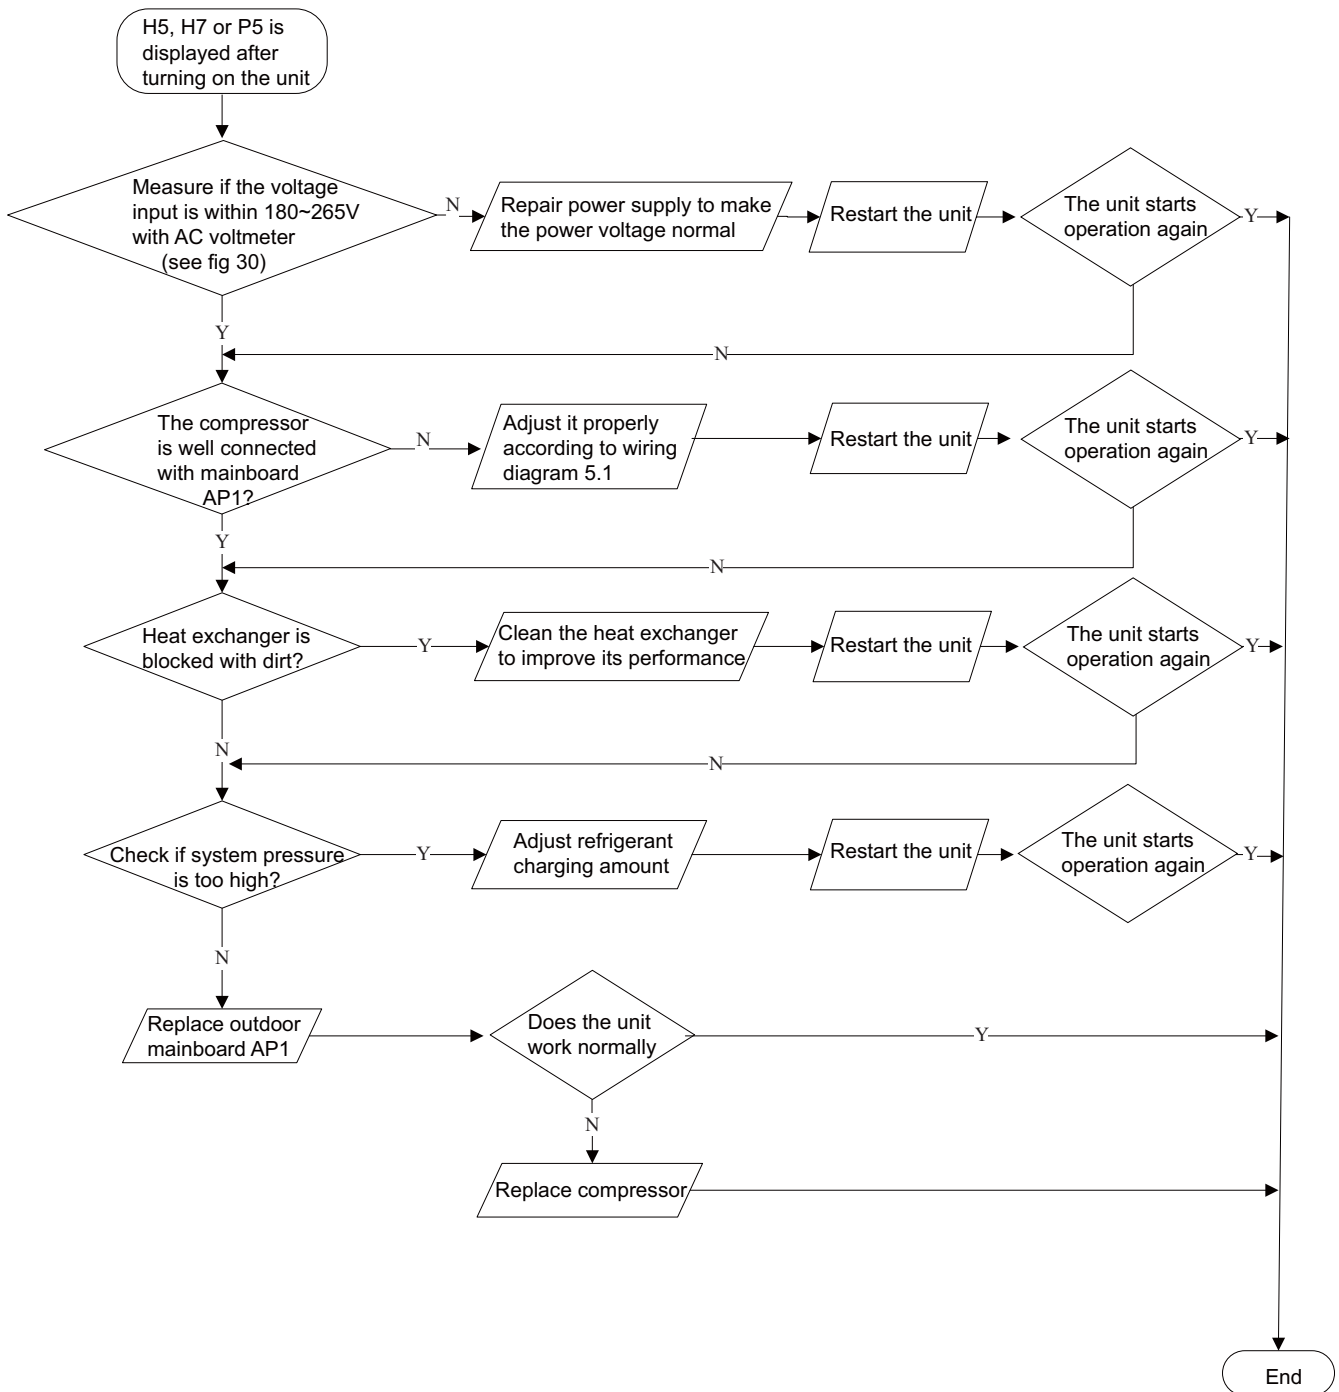 H5, H7 or P5 is
displayed after
turning on the unit
Measure if the voltage
input is within 180~265V
with AC voltmeter
(see fig 30)
N
Repair power supply to make
the power voltage normal
Restart the unit
The unit starts
operation again
Y
Y
N
The compressor
is well connected
with mainboard
AP1?
N
Adjust it properly
according to wiring
diagram 5.1
Restart the unit
The unit starts
operation again
Y
Y
N
Heat exchanger is
blocked with dirt?
Y
Clean the heat exchanger
to improve its performance
Restart the unit
The unit starts
operation again
Y
N
N
Check if system pressure
is too high?
Y
Adjust refrigerant
charging amount
Restart the unit
The unit starts
operation again
Y
N
Replace outdoor
mainboard AP1
Does the unit
work normally
Y
N
Replace compressor
End